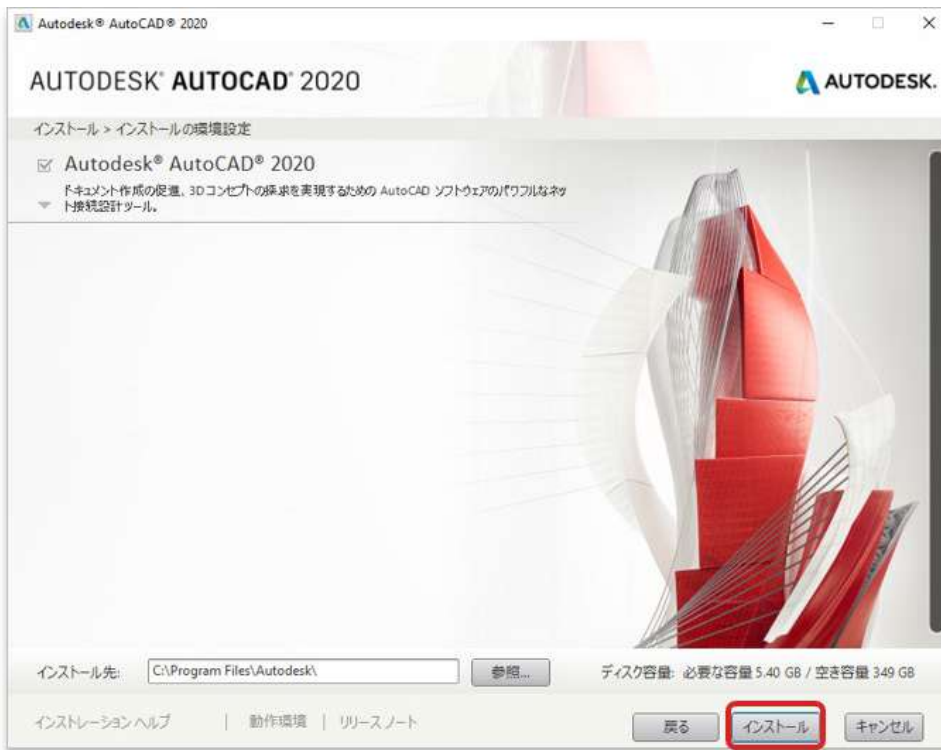 Autodesk® AutoCAD® 2020
AUTODESK® AUTOCAD® 2020
AUTODESK.
インストール > インストールの環境設定
Autodesk® AutoCAD® 2020
ドキュメント作成の促進、3D コンセプトの探求を実現するための AutoCAD ソフトウェアのパワフルなネッ
ト接続設計ツール。
インストール先: C:\Program Files\Autodesk\ 参照... ディスク容量: 必要な容量 5.40 GB / 空き容量 349 GB
インストレーション ヘルプ | 動作環境 | リリース ノート 戻る インストール キャンセル